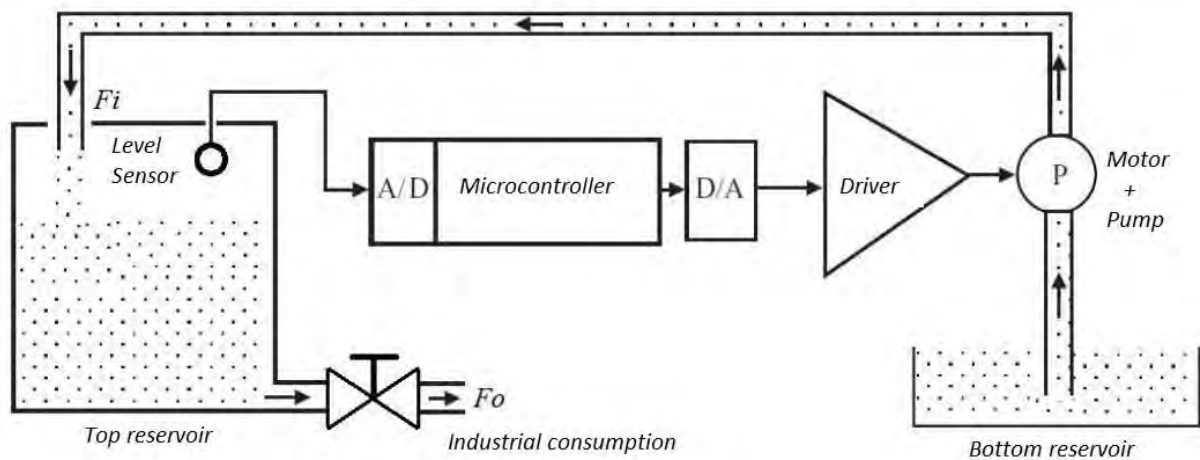 Fi
Level
Sensor
A/D
Microcontroller
D/A
Driver
P
Motor
+
Pump
Fo
Top reservoir
Industrial consumption
Bottom reservoir